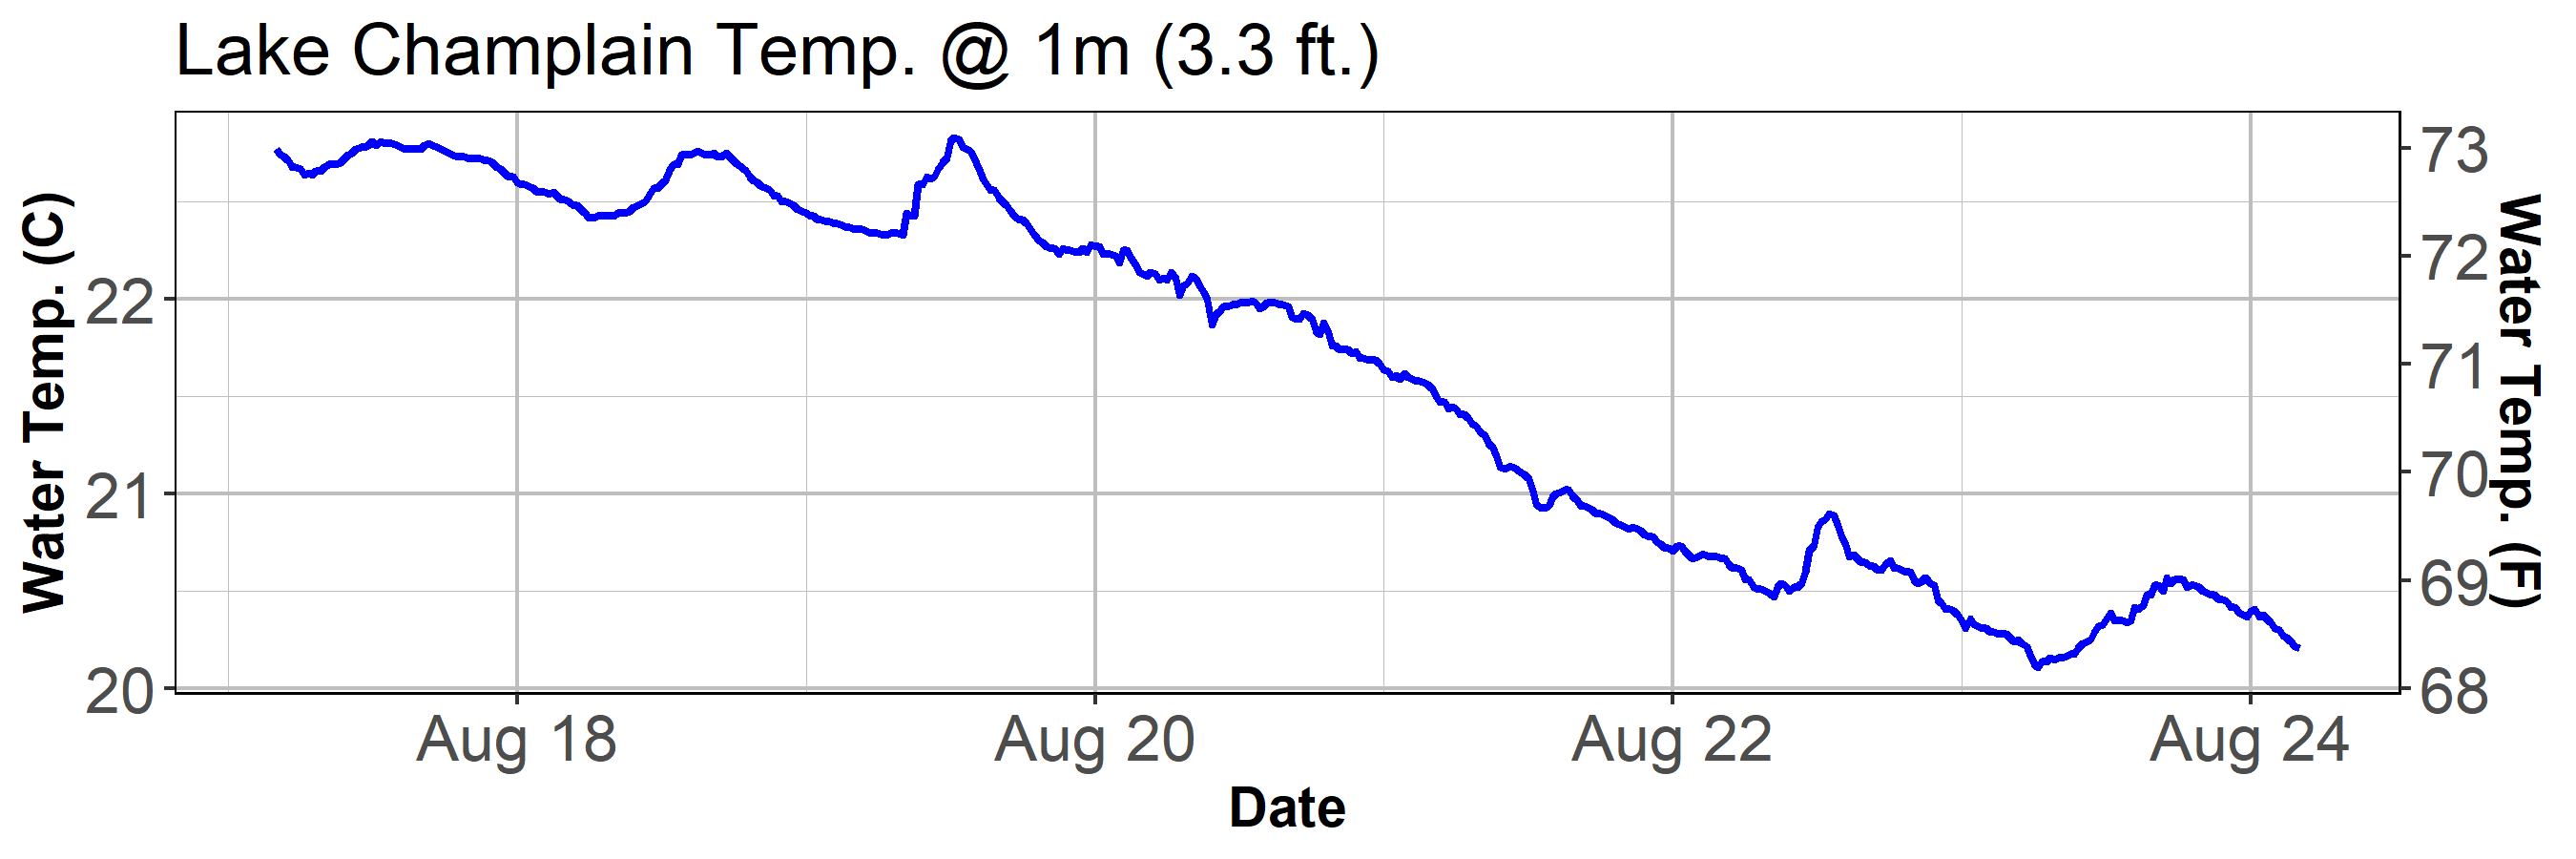 Lake Champlain Temp. @ 1m (3.3 ft.)
Water Temp. (C)
22
21
20
73
72
71
70
69
68
Water Temp. (F)
Aug 18
Aug 20
Aug 22
Aug 24
Date